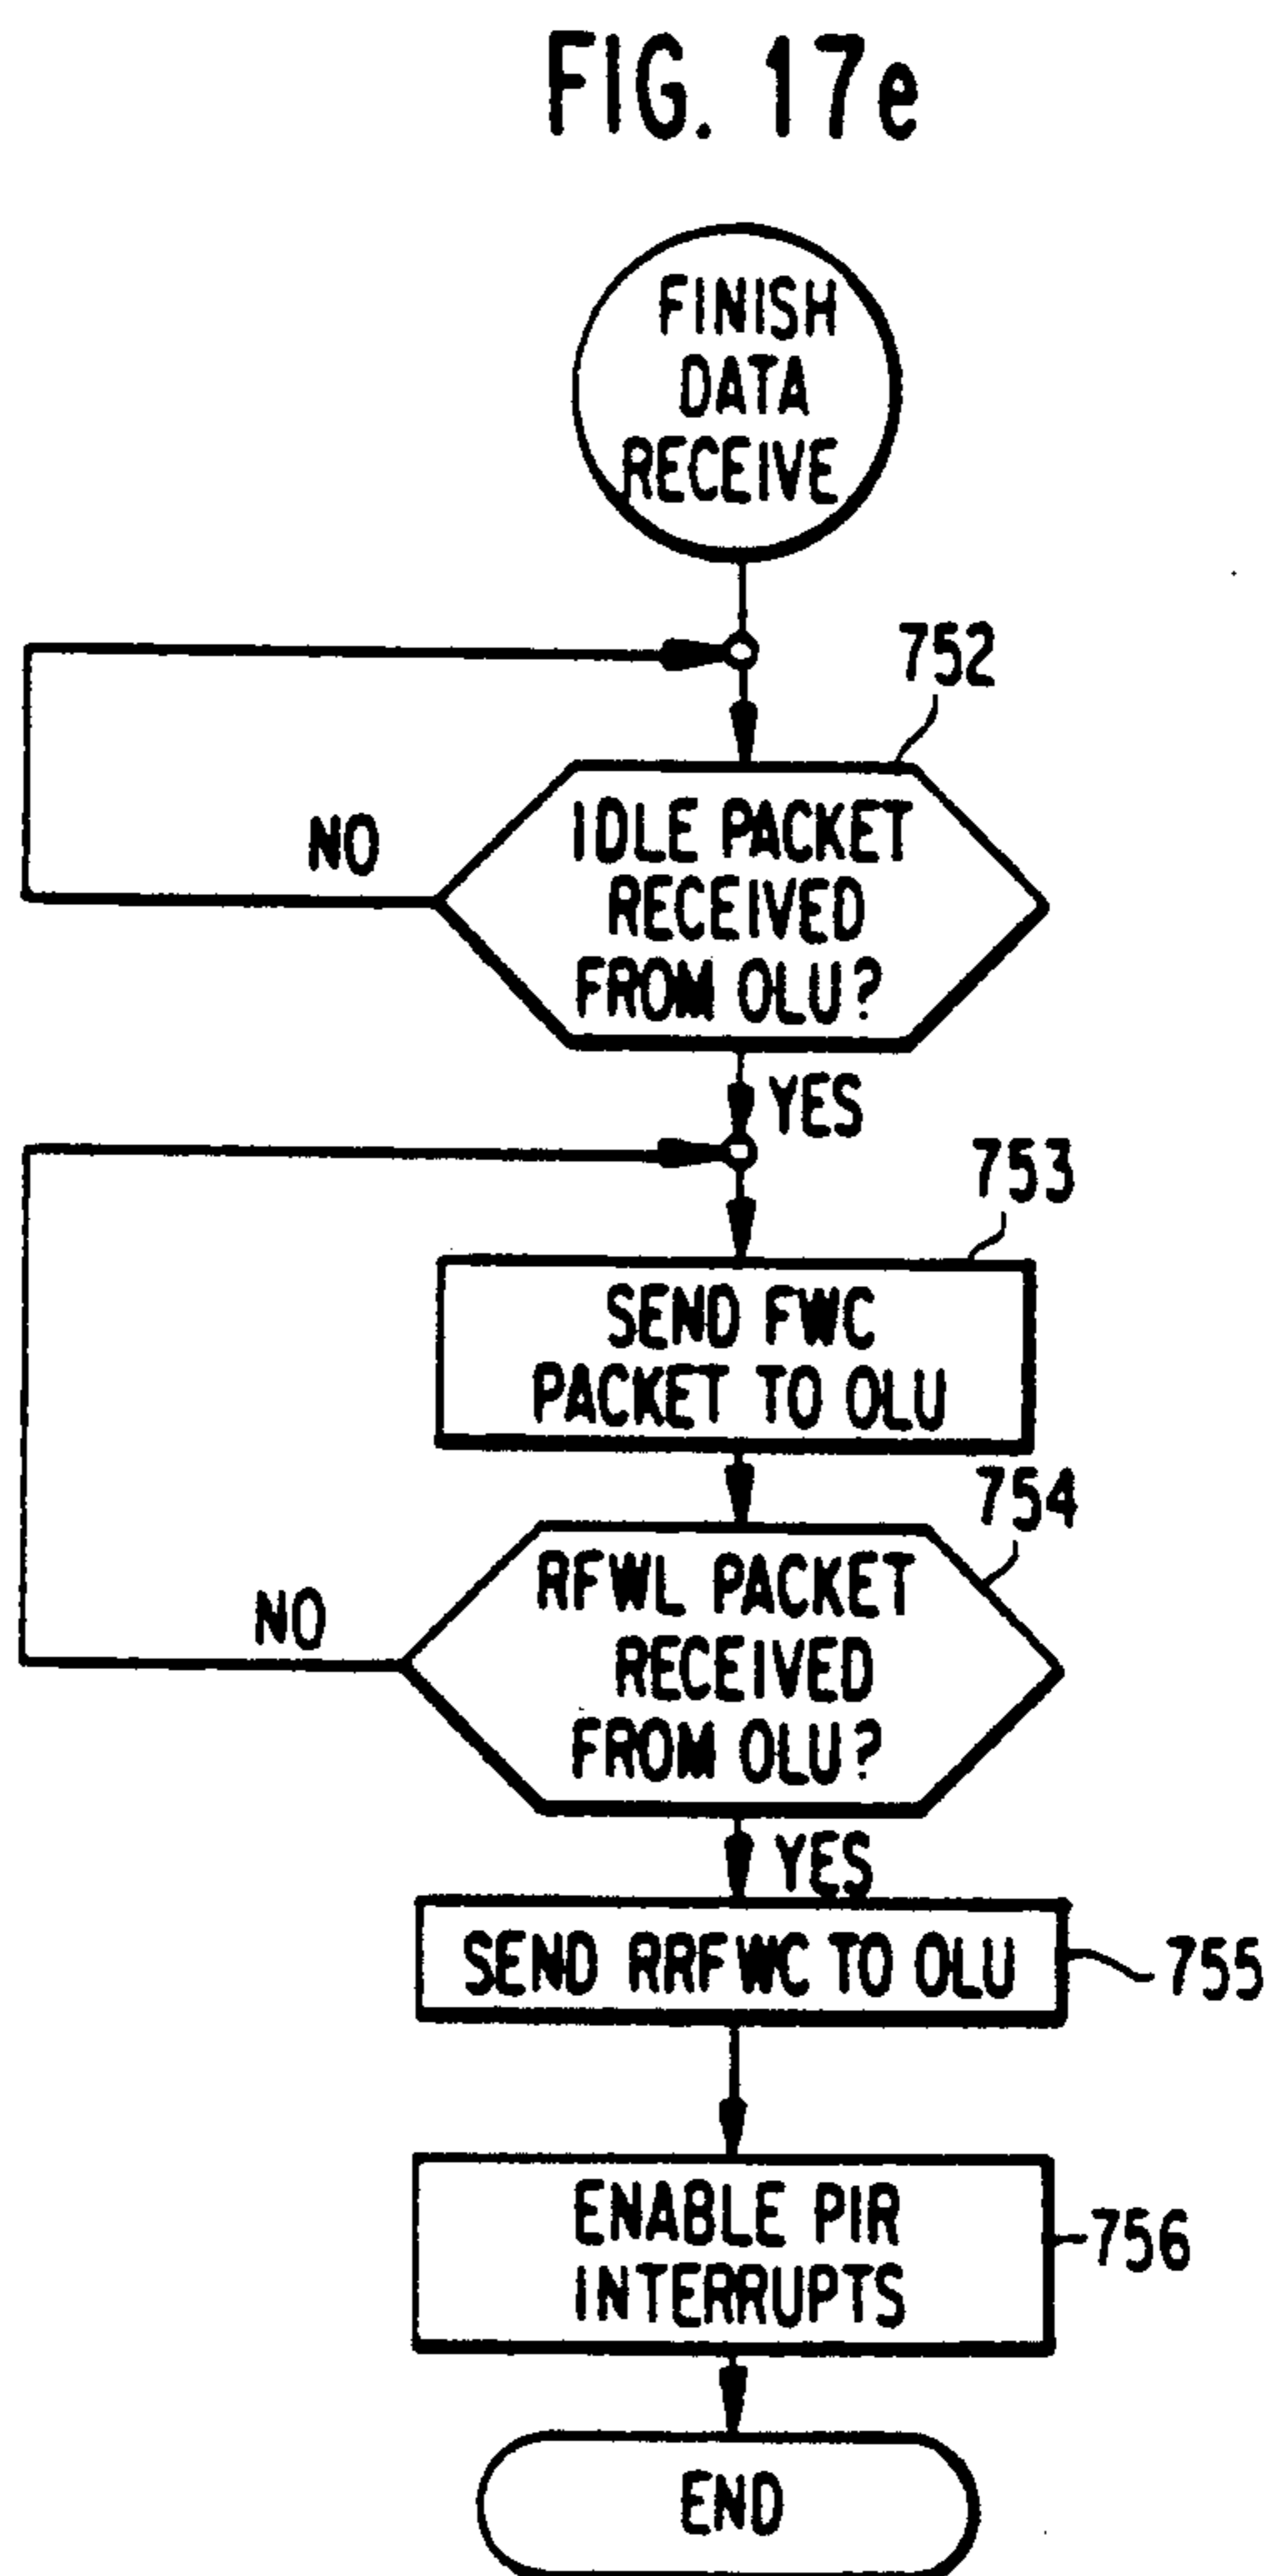 FIG. 17e
FINISH
DATA
RECEIVE
752
NO
IDLE PACKET
RECEIVED
FROM OLU?
YES
753
SEND FWC
PACKET TO OLU
754
NO
RFWL PACKET
RECEIVED
FROM OLU?
YES
SEND RRFWC TO OLU
755
ENABLE PIR
INTERRUPTS
756
END